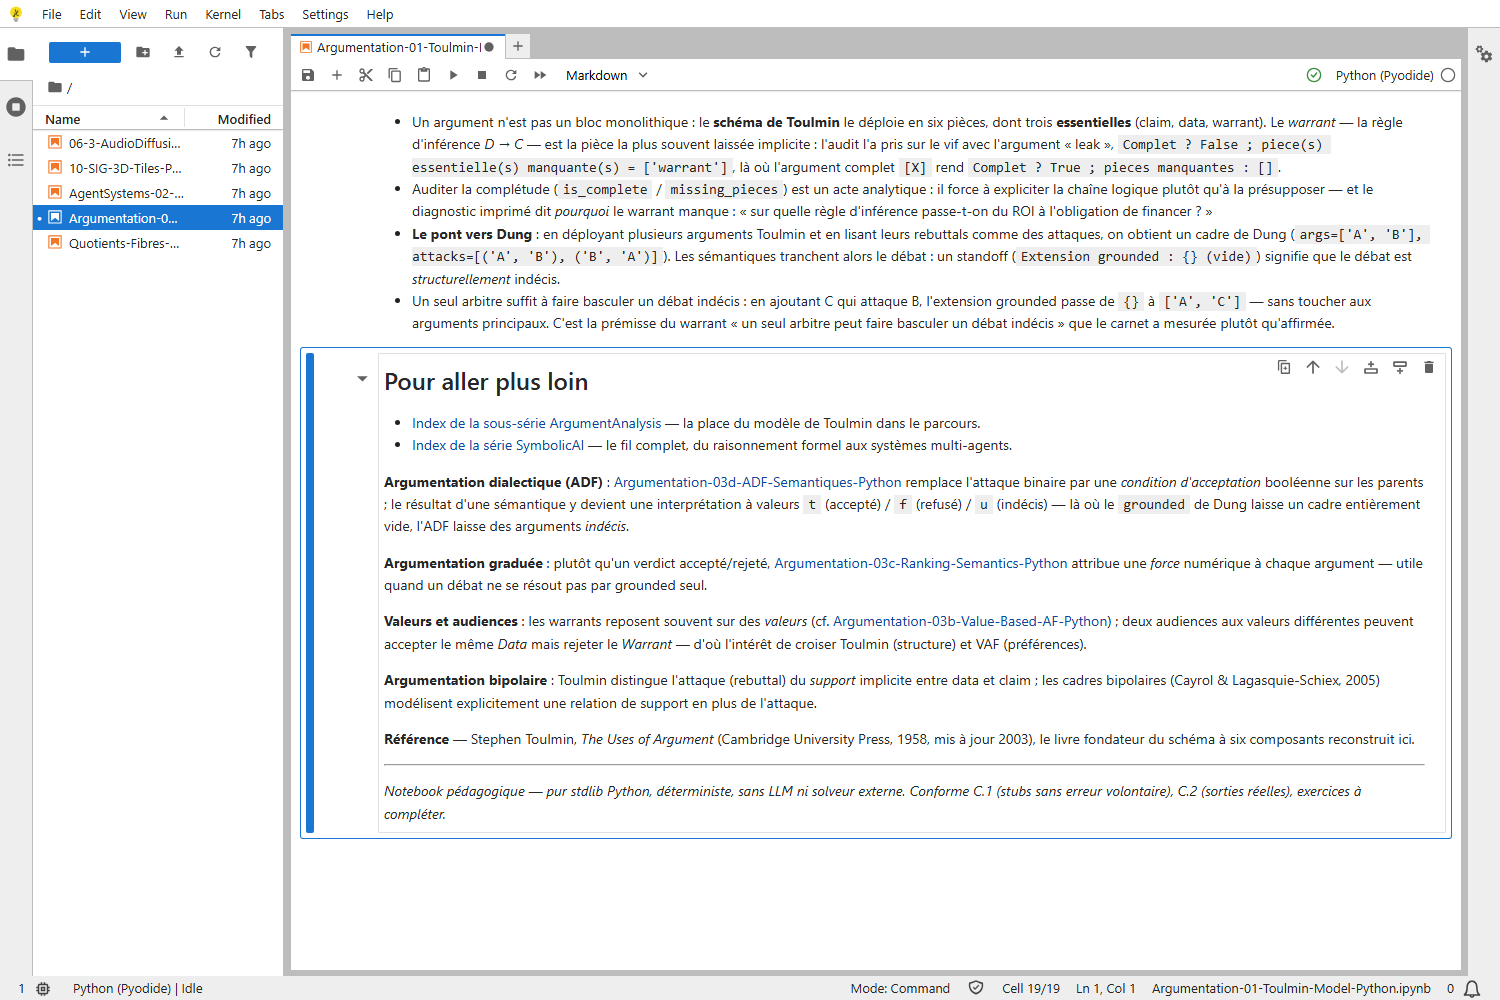 File Edit View Run Kernel Tabs Settings Help
+
/
Name Modified
06-3-AudioDiffusi... 7h ago
10-SIG-3D-Tiles-P... 7h ago
AgentSystems-02-... 7h ago
Argumentation-0... 7h ago
Quotients-Fibres-... 7h ago
Argumentation-01-Toulmin-I
Markdown
Python (Pyodide)
Un argument n'est pas un bloc monolithique : le schéma de Toulmin le déploie en six pièces, dont trois essentielles (claim, data, warrant). Le warrant — la règle
d'inférence D → C — est la pièce la plus souvent laissée implicite : l'audit l'a pris sur le vif avec l'argument « leak », Complet ? False ; piece(s)
essentielle(s) manquante(s) = ['warrant'], là où l'argument complet [X] rend Complet ? True ; pieces manquantes : [].
Auditer la complétude ( is_complete / missing_pieces ) est un acte analytique : il force à expliciter la chaîne logique plutôt qu'à la présupposer — et le
diagnostic imprimé dit pourquoi le warrant manque : « sur quelle règle d'inférence passe-t-on du ROI à l'obligation de financer ? »
Le pont vers Dung : en déployant plusieurs arguments Toulmin et en lisant leurs rebuttals comme des attaques, on obtient un cadre de Dung ( args=['A', 'B'],
attacks=[('A', 'B'), ('B', 'A')] ). Les sémantiques tranchent alors le débat : un standoff ( Extension grounded : {} (vide) ) signifie que le débat est
structurellement indécis.
Un seul arbitre suffit à faire basculer un débat indécis : en ajoutant C qui attaque B, l'extension grounded passe de {} à ['A', 'C'] — sans toucher aux
arguments principaux. C'est la prémisse du warrant « un seul arbitre peut faire basculer un débat indécis » que le carnet a mesurée plutôt qu'affirmée.
Pour aller plus loin
Index de la sous-série ArgumentAnalysis — la place du modèle de Toulmin dans le parcours.
Index de la série SymbolicAI — le fil complet, du raisonnement formel aux systèmes multi-agents.
Argumentation dialectique (ADF) : Argumentation-03d-ADF-Semantiques-Python remplace l'attaque binaire par une condition d'acceptation booléenne sur les parents
; le résultat d'une sémantique y devient une interprétation à valeurs t (accepté) / f (refusé) / u (indécis) — là où le grounded de Dung laisse un cadre entièrement
vide, l'ADF laisse des arguments indécis.
Argumentation graduée : plutôt qu'un verdict accepté/rejeté, Argumentation-03c-Ranking-Semantics-Python attribue une force numérique à chaque argument — utile
quand un débat ne se résout pas par grounded seul.
Valeurs et audiences : les warrants reposent souvent sur des valeurs (cf. Argumentation-03b-Value-Based-AF-Python) ; deux audiences aux valeurs différentes peuvent
accepter le même Data mais rejeter le Warrant — d'où l'intérêt de croiser Toulmin (structure) et VAF (préférences).
Argumentation bipolaire : Toulmin distingue l'attaque (rebuttal) du support implicite entre data et claim ; les cadres bipolaires (Cayrol & Lagasquie-Schiex, 2005)
modélisent explicitement une relation de support en plus de l'attaque.
Référence — Stephen Toulmin, The Uses of Argument (Cambridge University Press, 1958, mis à jour 2003), le livre fondateur du schéma à six composants reconstruit ici.
Notebook pédagogique — pur stdlib Python, déterministe, sans LLM ni solveur externe. Conforme C.1 (stubs sans erreur volontaire), C.2 (sorties réelles), exercices à
compléter.
1 Python (Pyodide) | Idle Mode: Command Cell 19/19 Ln 1, Col 1 Argumentation-01-Toulmin-Model-Python.ipynb 0